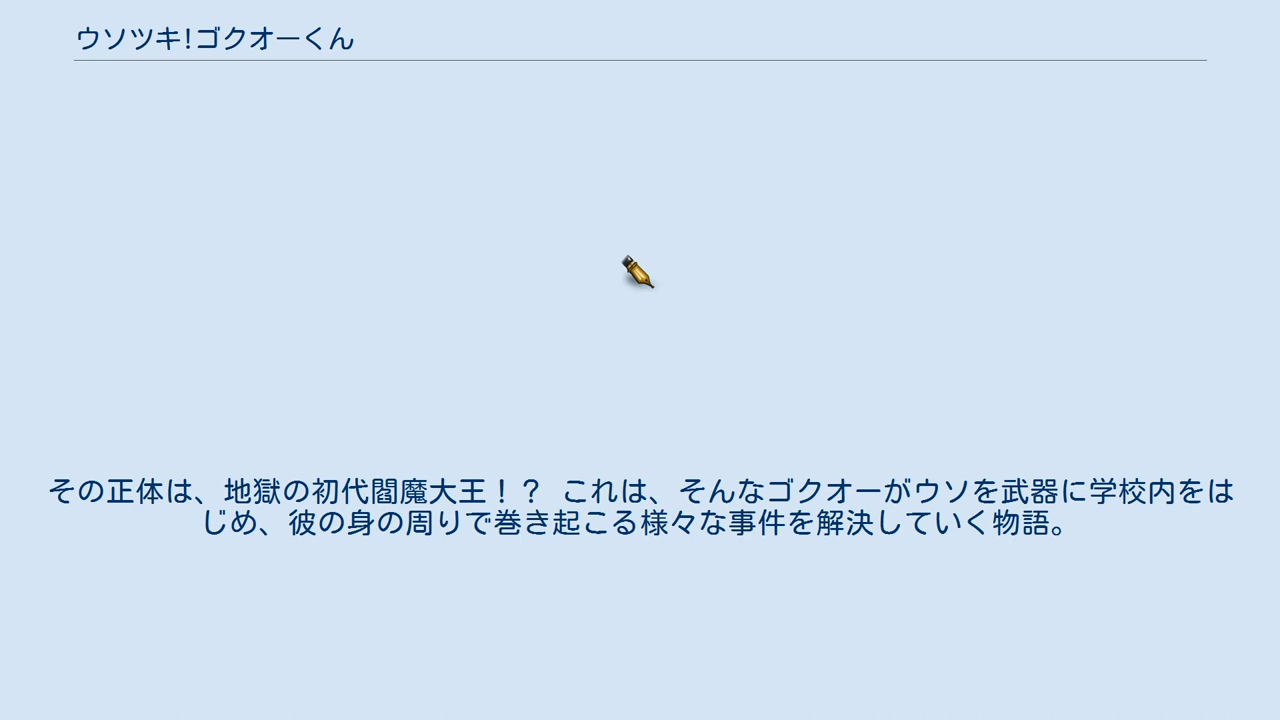 ウソツキ!ゴクオーくん
その正体は、地獄の初代閻魔大王！？ これは、そんなゴクオーがウソを武器に学校内をは
じめ、彼の身の周りで巻き起こる様々な事件を解決していく物語。